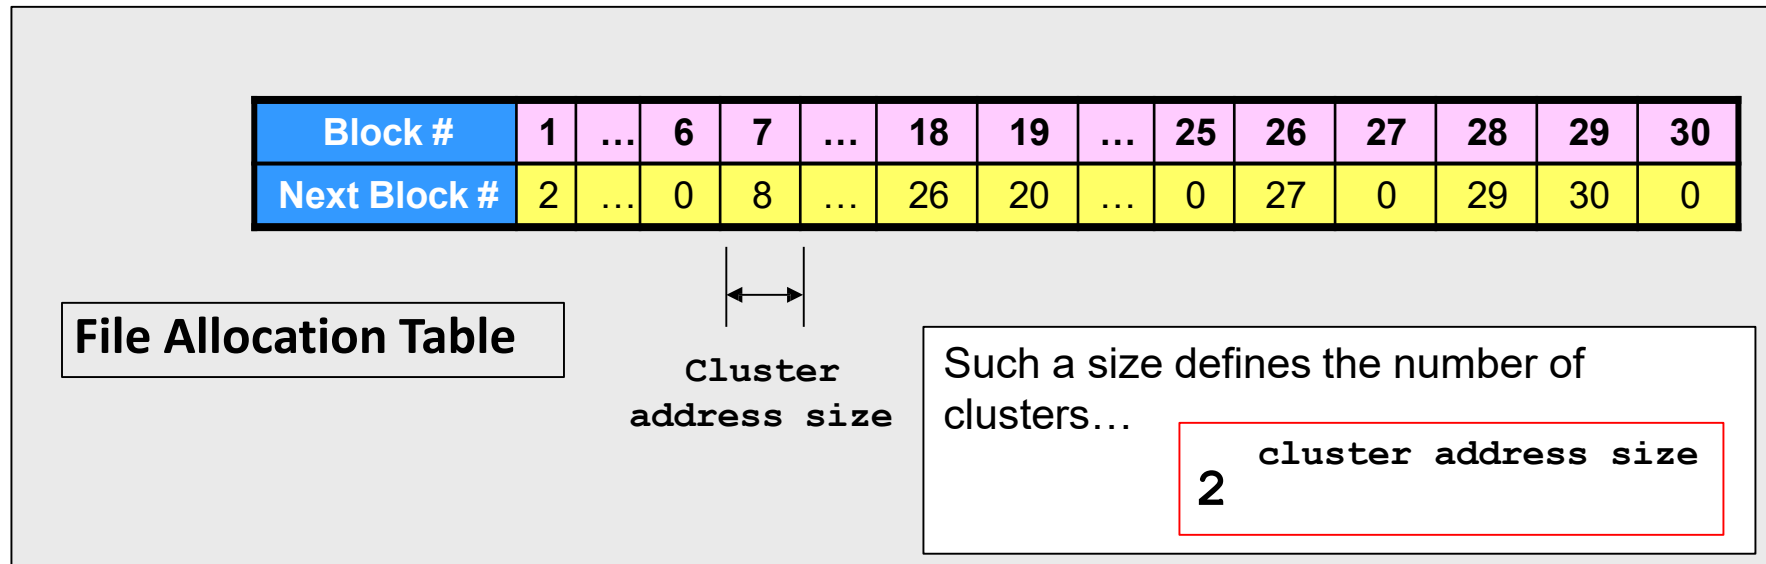 Block # 1 … 6 7 … 18 19 … 25 26 27 28 29 30
Next Block # 2 … 0 8 … 26 20 … 0 27 0 29 30 0
File Allocation Table
Cluster
address size
Such a size defines the number of
clusters…
cluster address size
2